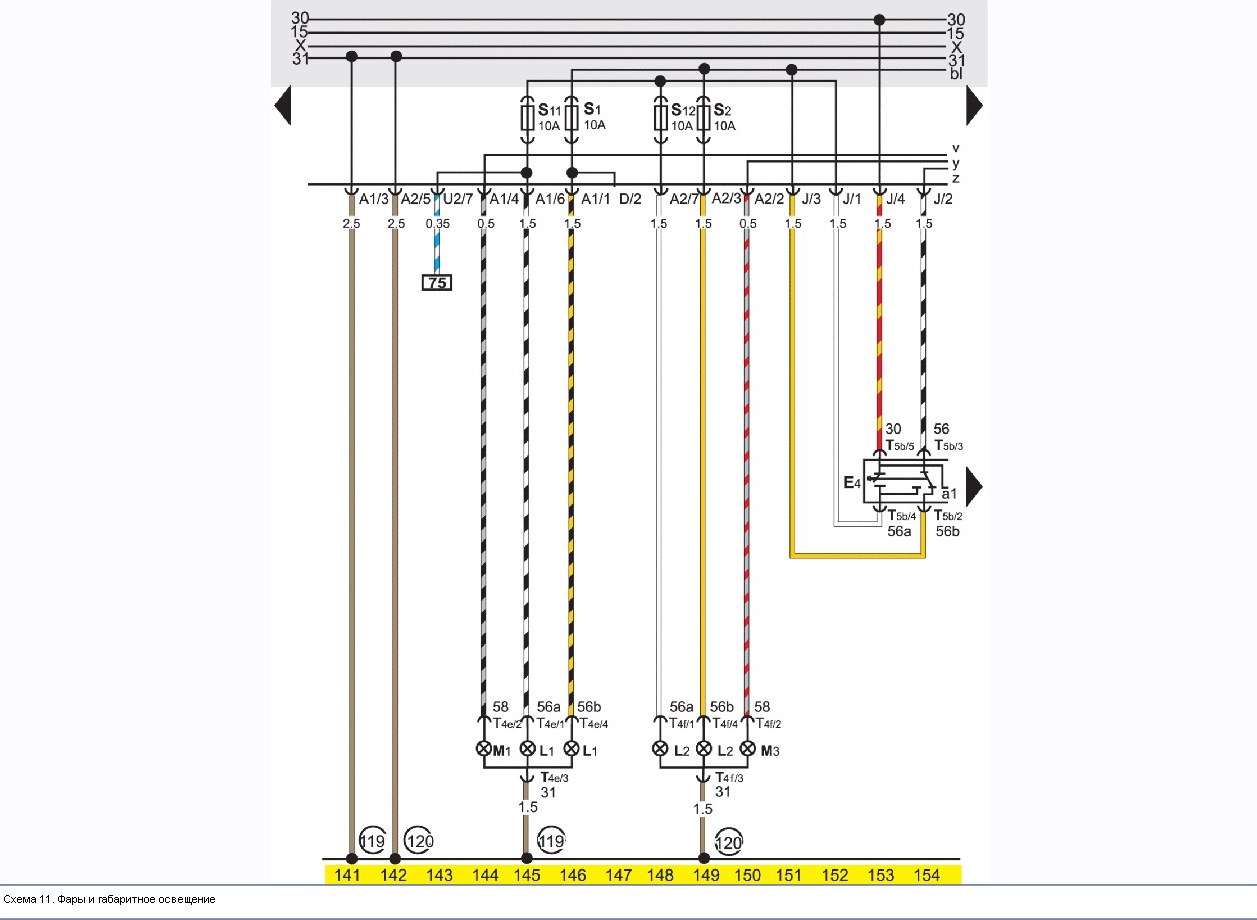 30 30
15 15
X X
31 31
bl
S11 S1 S12 S2
10A 10A 10A 10A
v
y
z
A1/3 A2/5 U2/7 A1/4 A1/6 A1/1 D/2 A2/7 A2/3 A2/2 J/3 J/1 J/4 J/2
2.5 2.5 0.35 0.5 1.5 1.5 1.5 1.5 0.5 1.5 1.5 1.5 1.5
75
30 56
T5b/5 T5b/3
E4
a1
T5b/4 T5b/2
56a 56b
58 56a 56b 56a 56b 58
T4e/2 T4e/1 T4e/4 T4f/1 T4f/4 T4f/2
M1 L1 L1 L2 L2 M3
T4e/3 T4f/3
31 31
1.5 1.5
119 120 119 120
141 142 143 144 145 146 147 148 149 150 151 152 153 154
Схема 11. Фары и габаритное освещение